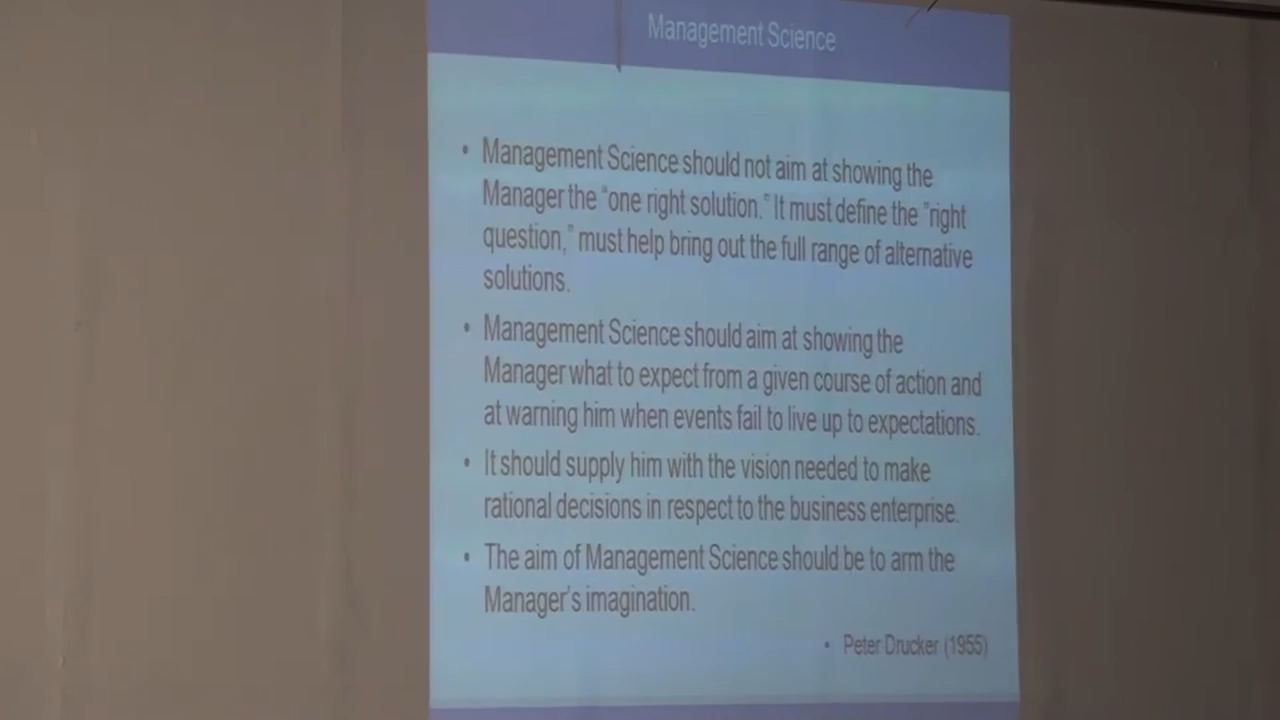 Management Science
• Management Science should not aim at showing the
Manager the "one right solution." It must define the "right
question," must help bring out the full range of alternative
solutions.
• Management Science should aim at showing the
Manager what to expect from a given course of action and
at warning him when events fail to live up to expectations.
• It should supply him with the vision needed to make
rational decisions in respect to the business enterprise.
• The aim of Management Science should be to arm the
Manager's imagination.
• Peter Drucker (1955)